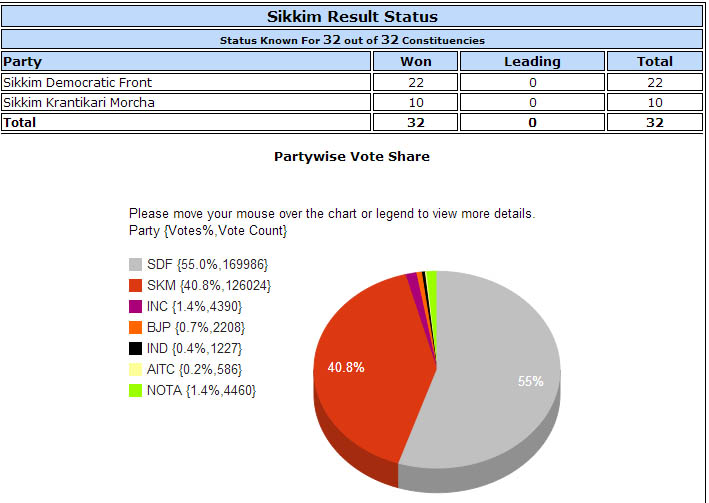 Sikkim Result Status
Status Known For 32 out of 32 Constituencies
Party Won Leading Total
Sikkim Democratic Front 22 0 22
Sikkim Krantikari Morcha 10 0 10
Total 32 0 32
Partywise Vote Share
Please move your mouse over the chart or legend to view more details.
Party {Votes%,Vote Count}
SDF {55.0%,169986}
SKM {40.8%,126024}
INC {1.4%,4390}
BJP {0.7%,2208}
IND {0.4%,1227}
AITC {0.2%,586}
NOTA {1.4%,4460}
40.8%
55%